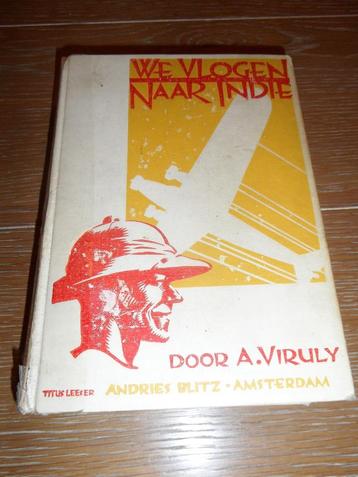 WE VLOGEN
NAAR INDIE
DOOR A. VIRULY
TITUS LEESER
ANDRIES BLITZ - AMSTERDAM